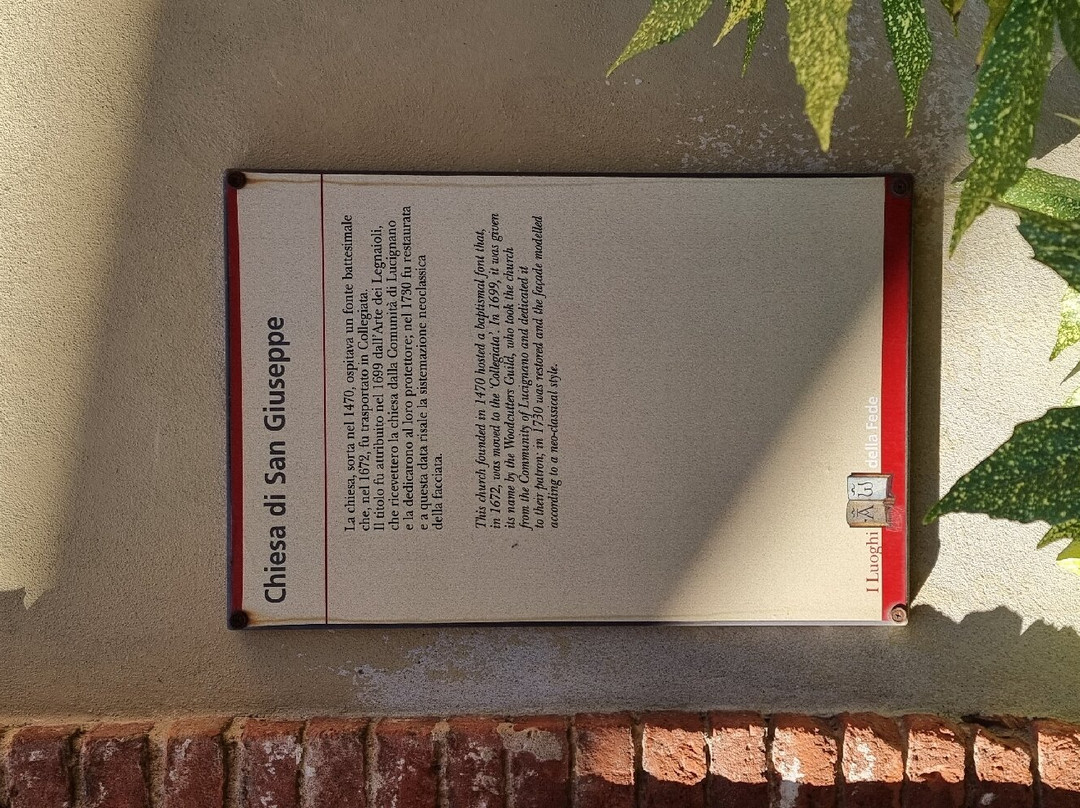 Chiesa di San Giuseppe
La chiesa, sorta nel 1470, ospitava un fonte battesimale
che, nel 1672, fu trasportato in Collegiata.
Il titolo fu attribuito nel 1699 dall'Arte dei Legnaioli,
che ricevettero la chiesa dalla Comunità di Lucignano
e la dedicarono al loro protettore; nel 1730 fu restaurata
e a questa data risale la sistemazione neoclassica
della facciata.
This church founded in 1470 hosted a baptismal font that,
in 1672, was moved to the 'Collegiata'. In 1699, it was given
its name by the Woodcutters Guild, who took the church
from the Community of Lucignano and dedicated it
to their patron; in 1730 was restored and the façade modelled
according to a neo-classical style.
I Luoghi della Fede